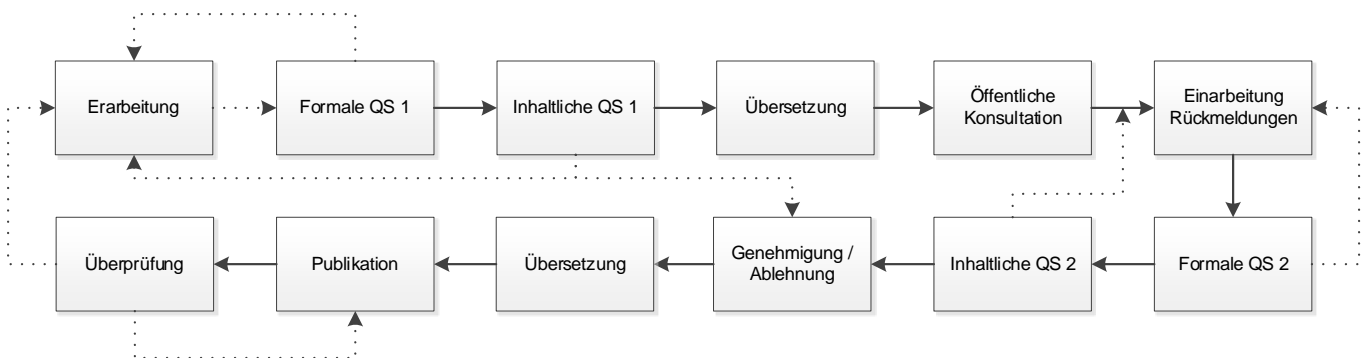 Erarbeitung
Formale QS 1
Inhaltliche QS 1
Übersetzung
Öffentliche
Konsultation
Einarbeitung
Rückmeldungen
Überprüfung
Publikation
Übersetzung
Genehmigung /
Ablehnung
Inhaltliche QS 2
Formale QS 2